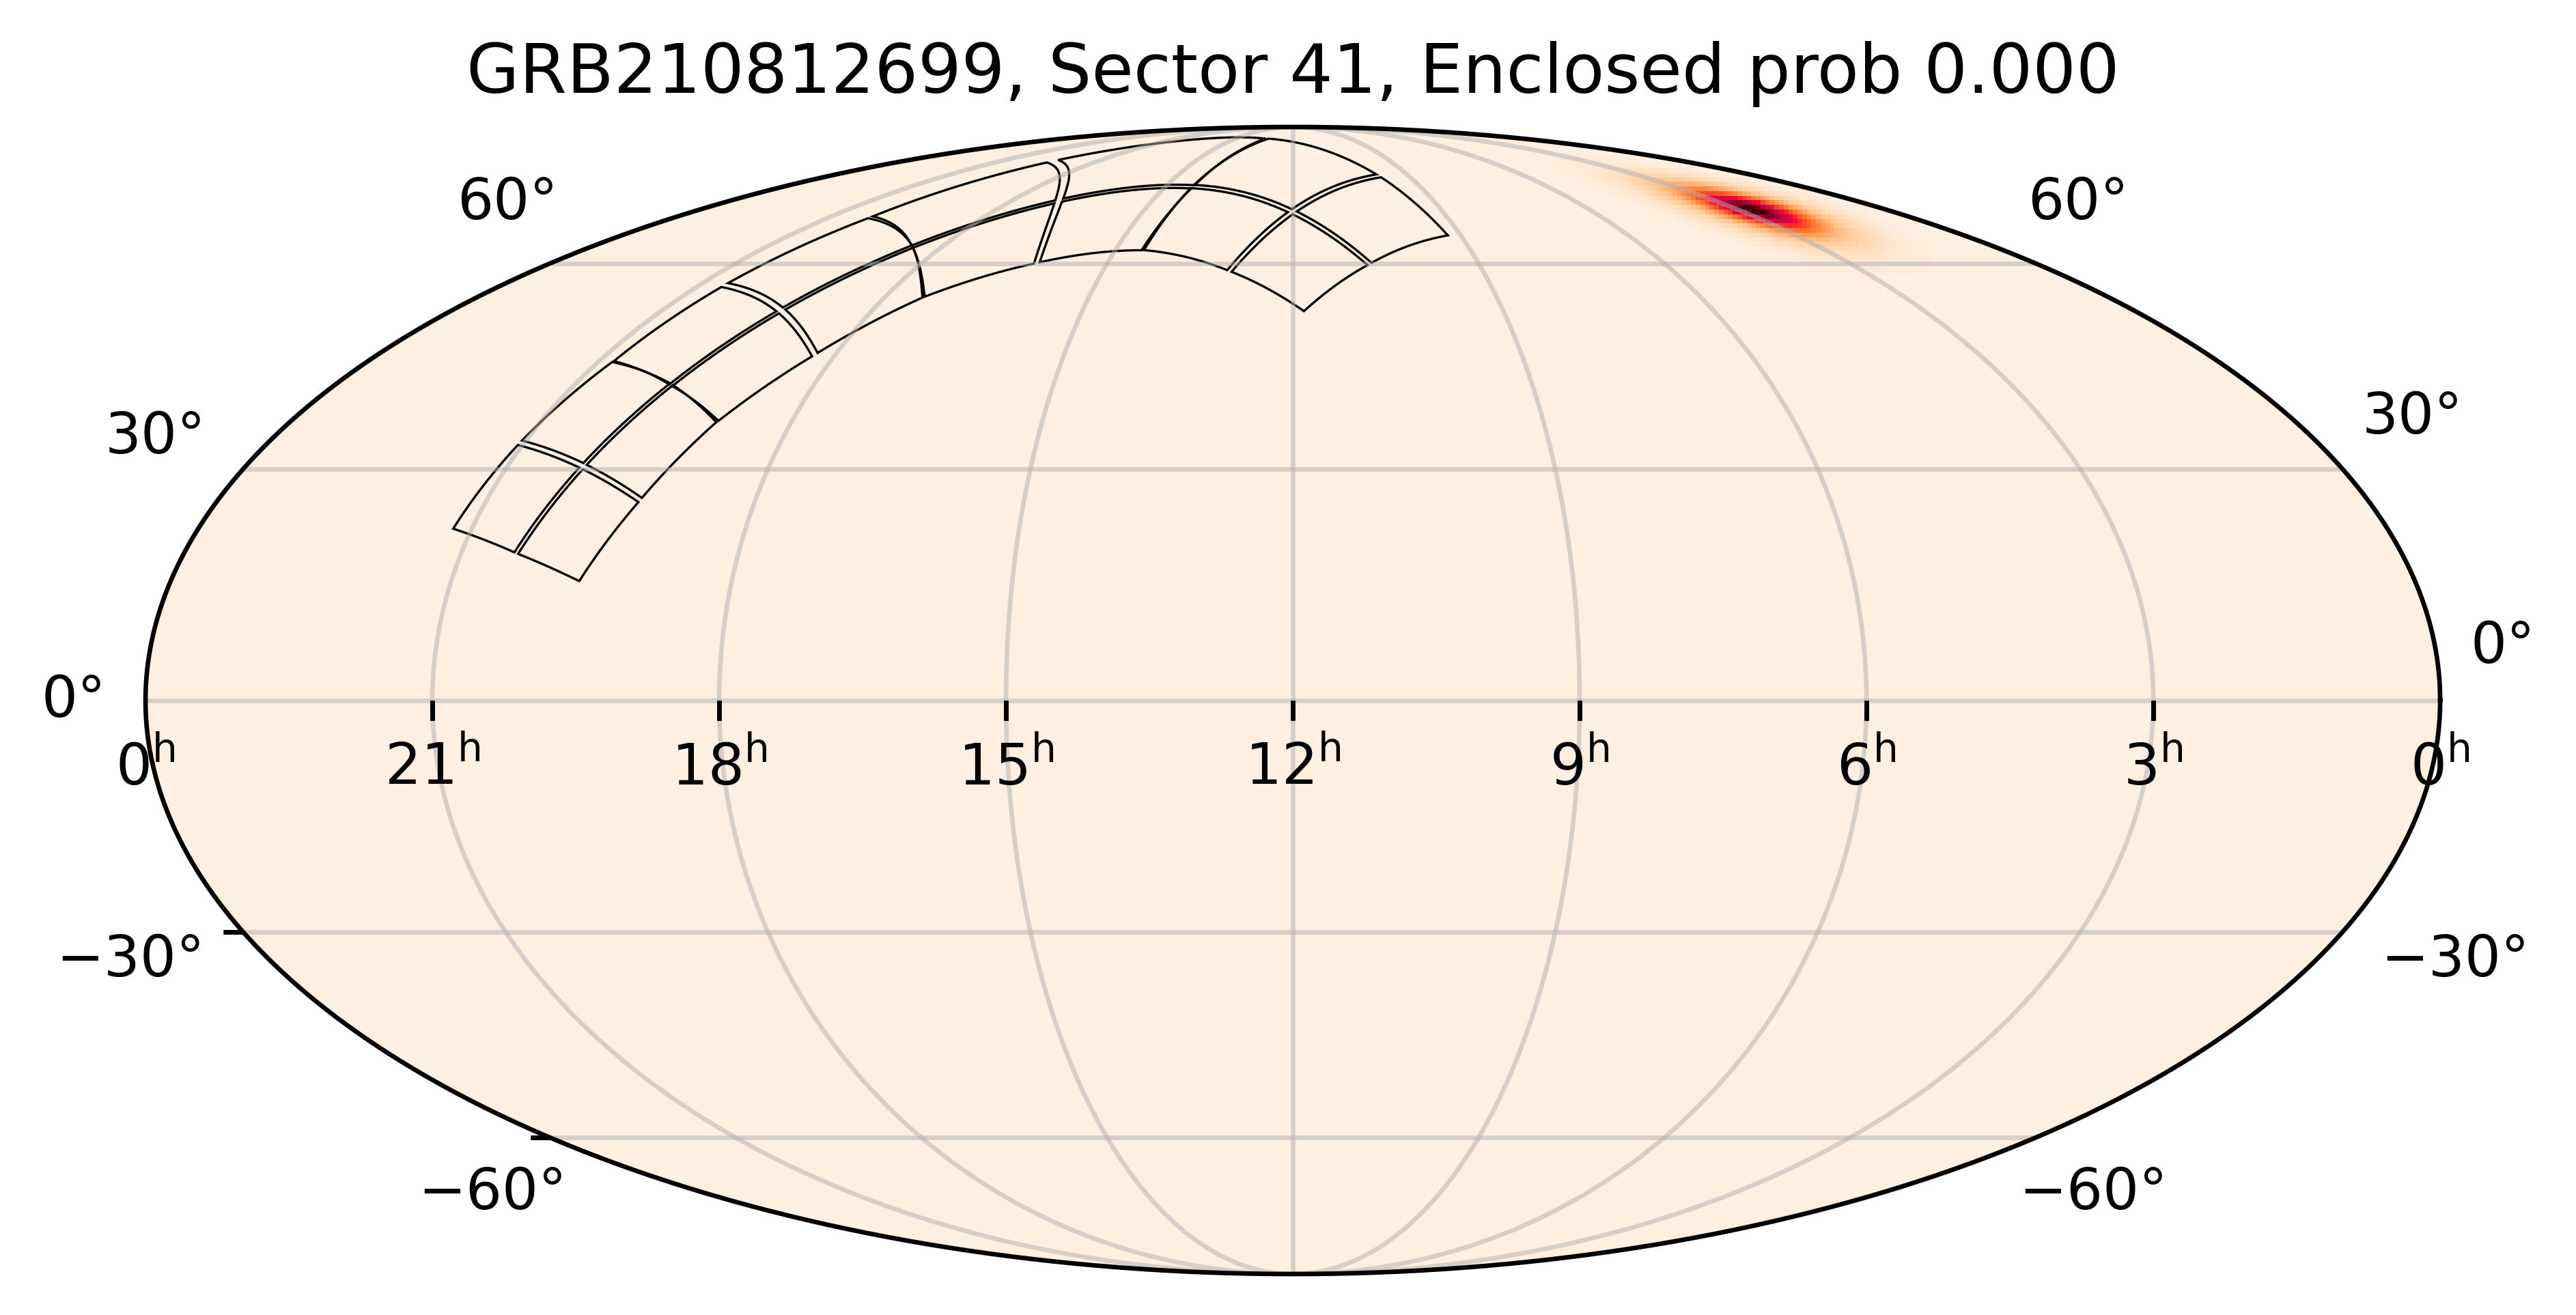 GRB210812699, Sector 41, Enclosed prob 0.000
60° 60°
30° 30°
0° 0°
0h 21h 18h 15h 12h 9h 6h 3h 0h
−30° −30°
−60° −60°